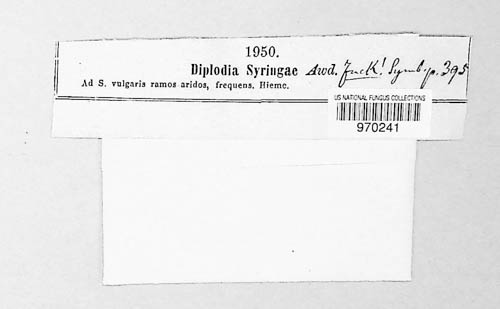 1950.
Diplodia Syringae Awd. Fuck! Symb. p. 395
Ad S. vulgaris ramos aridos, frequens. Hieme.
US NATIONAL FUNGUS COLLECTIONS
970241